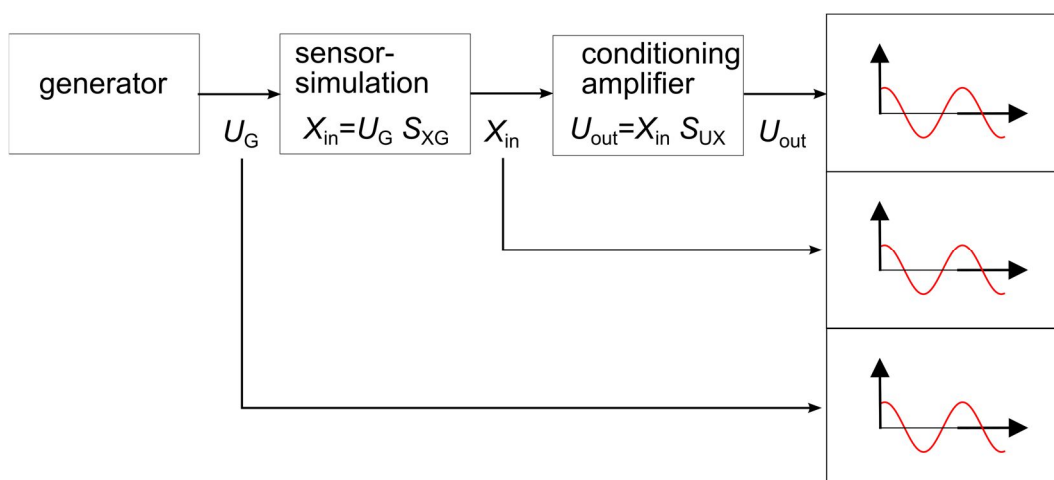 generator
sensor-
simulation
X_in=U_G S_XG
conditioning
amplifier
U_out=X_in S_UX
U_G
X_in
U_out